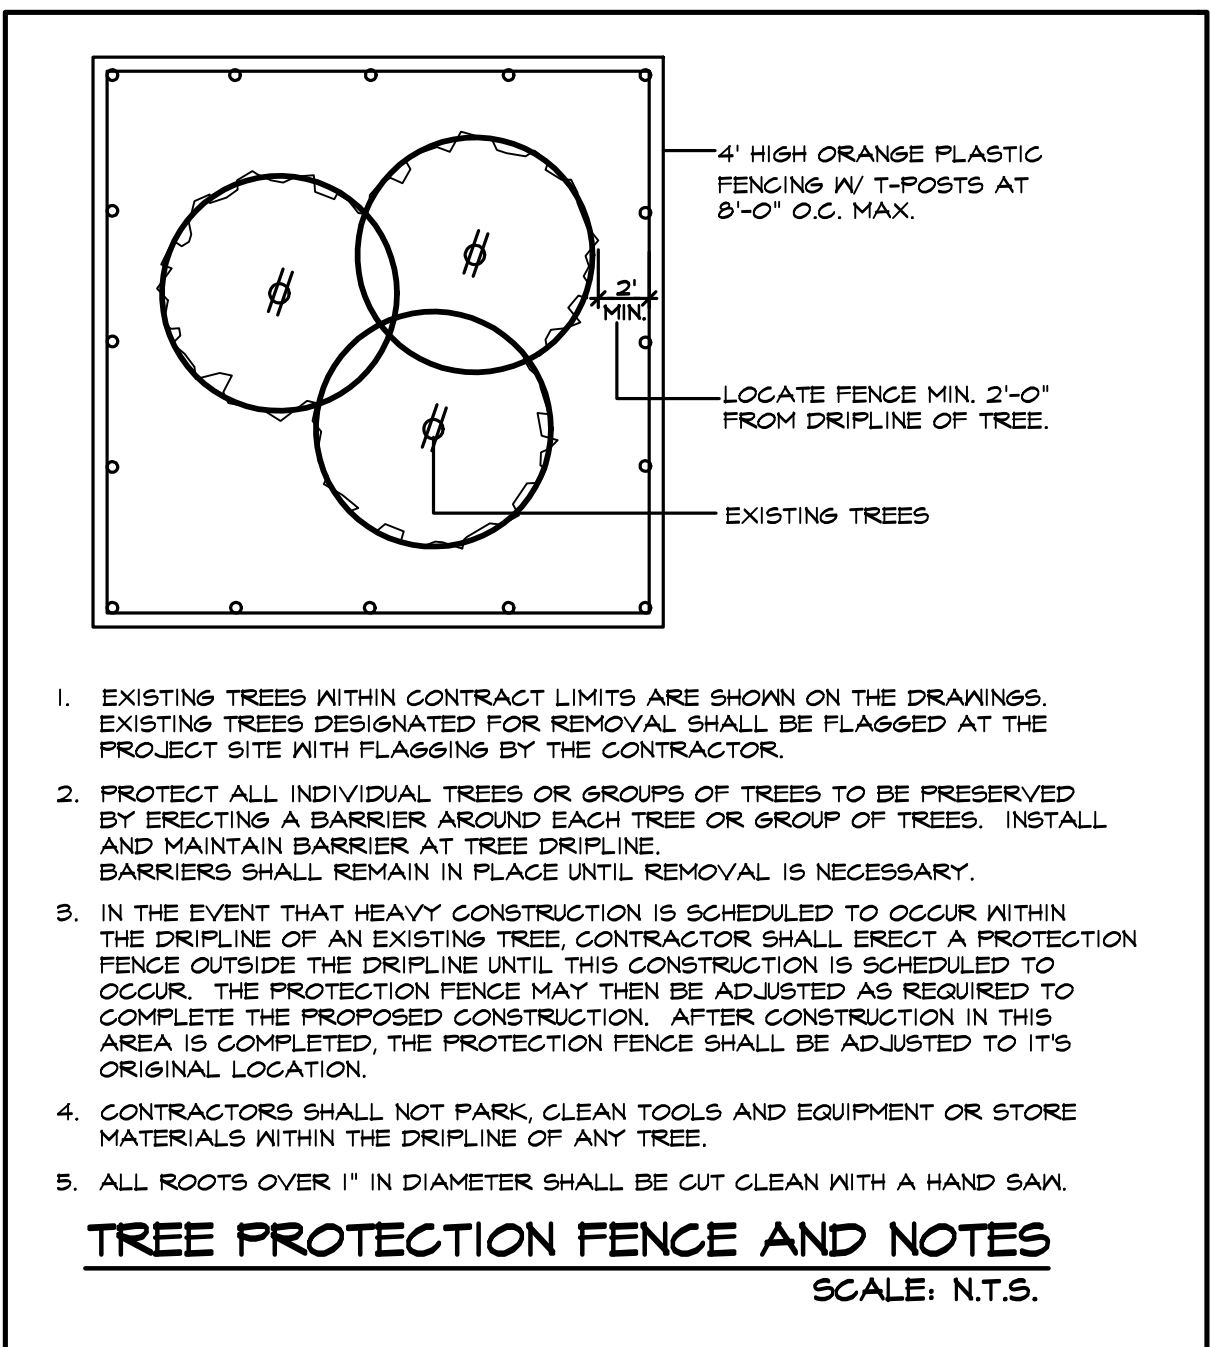 4' HIGH ORANGE PLASTIC
FENCING W/ T-POSTS AT
8'-0" O.C. MAX.
2'
MIN.
LOCATE FENCE MIN. 2'-0"
FROM DRIPLINE OF TREE.
EXISTING TREES
1. EXISTING TREES WITHIN CONTRACT LIMITS ARE SHOWN ON THE DRAWINGS.
EXISTING TREES DESIGNATED FOR REMOVAL SHALL BE FLAGGED AT THE
PROJECT SITE WITH FLAGGING BY THE CONTRACTOR.
2. PROTECT ALL INDIVIDUAL TREES OR GROUPS OF TREES TO BE PRESERVED
BY ERECTING A BARRIER AROUND EACH TREE OR GROUP OF TREES. INSTALL
AND MAINTAIN BARRIER AT TREE DRIPLINE.
BARRIERS SHALL REMAIN IN PLACE UNTIL REMOVAL IS NECESSARY.
3. IN THE EVENT THAT HEAVY CONSTRUCTION IS SCHEDULED TO OCCUR WITHIN
THE DRIPLINE OF AN EXISTING TREE, CONTRACTOR SHALL ERECT A PROTECTION
FENCE OUTSIDE THE DRIPLINE UNTIL THIS CONSTRUCTION IS SCHEDULED TO
OCCUR. THE PROTECTION FENCE MAY THEN BE ADJUSTED AS REQUIRED TO
COMPLETE THE PROPOSED CONSTRUCTION. AFTER CONSTRUCTION IN THIS
AREA IS COMPLETED, THE PROTECTION FENCE SHALL BE ADJUSTED TO IT'S
ORIGINAL LOCATION.
4. CONTRACTORS SHALL NOT PARK, CLEAN TOOLS AND EQUIPMENT OR STORE
MATERIALS WITHIN THE DRIPLINE OF ANY TREE.
5. ALL ROOTS OVER 1" IN DIAMETER SHALL BE CUT CLEAN WITH A HAND SAW.
TREE PROTECTION FENCE AND NOTES
SCALE: N.T.S.